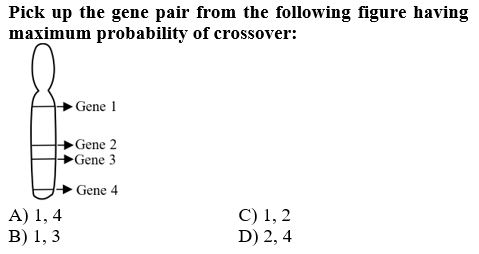 Pick up the gene pair from the following figure having
maximum probability of crossover:
Gene 1
Gene 2
Gene 3
Gene 4
A) 1, 4
C) 1, 2
B) 1, 3
D) 2, 4